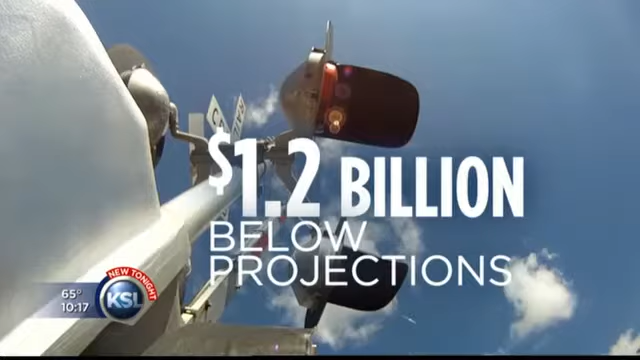 $1.2 BILLION
BELOW
PROJECTIONS
NEW TONIGHT
65°
10:17
KSL